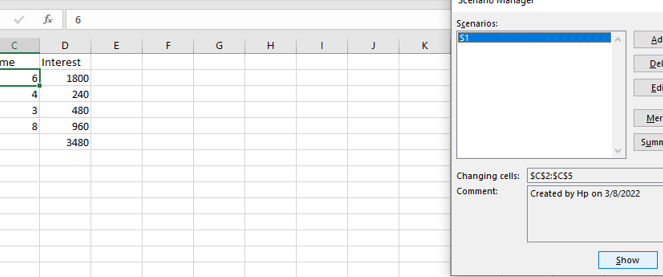 Scenario Manager
fx 6
C D E F G H I J K
me Interest
6 1800
4 240
3 480
8 960
3480
Scenarios:
S1
Ad
Del
Edi
Mer
Summ
Changing cells: $C$2:$C$5
Comment: Created by Hp on 3/8/2022
Show